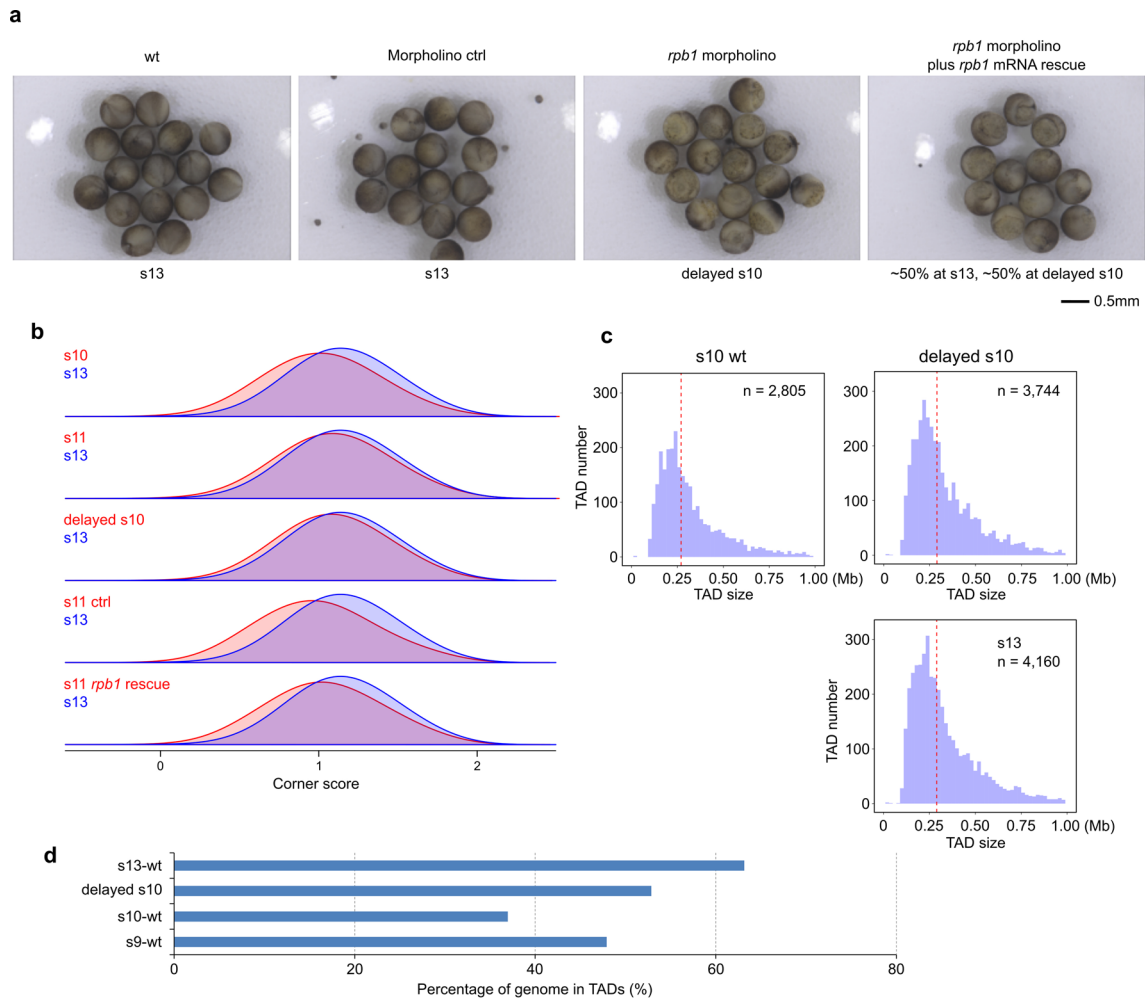 a
wt
Morpholino ctrl
rpb1 morpholino
rpb1 morpholino
plus rpb1 mRNA rescue
s13
s13
delayed s10
~50% at s13, ~50% at delayed s10
0.5mm
b
s10
s13
s11
s13
delayed s10
s13
s11 ctrl
s13
s11 rpb1 rescue
s13
0
1
2
Corner score
c
s10 wt
n = 2,805
TAD number
300
200
100
0
0
0.25
0.75
1.00 (Mb)
TAD size
delayed s10
n = 3,744
300
200
100
0
0
0.25
0.75
1.00 (Mb)
TAD size
s13
n = 4,160
TAD number
300
200
100
0
0
0.25
0.75
1.00 (Mb)
TAD size
d
s13-wt
delayed s10
s10-wt
s9-wt
0
20
40
60
80
Percentage of genome in TADs (%)